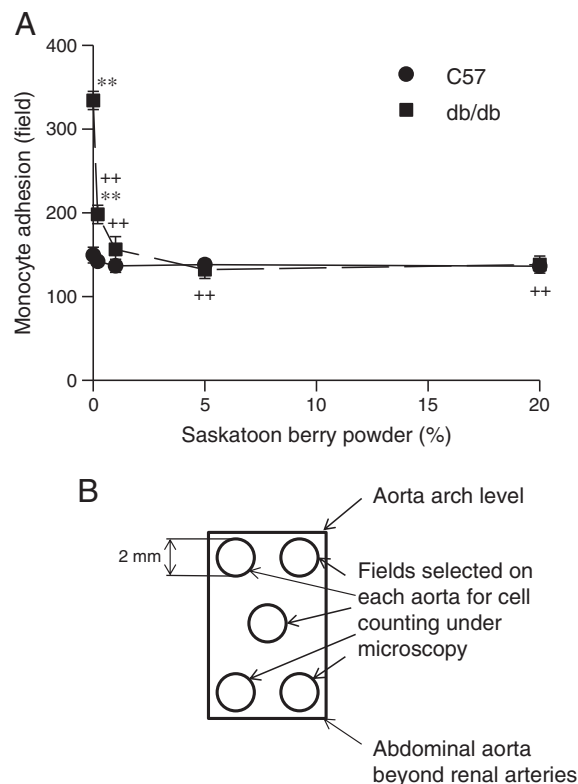 A
400
300
200
100
0
Monocyte adhesion (field)
C57
db/db
**
++
**
++
++
++
0
5
10
15
20
Saskatoon berry powder (%)
B
Aorta arch level
2 mm
Fields selected on
each aorta for cell
counting under
microscopy
Abdominal aorta
beyond renal arteries